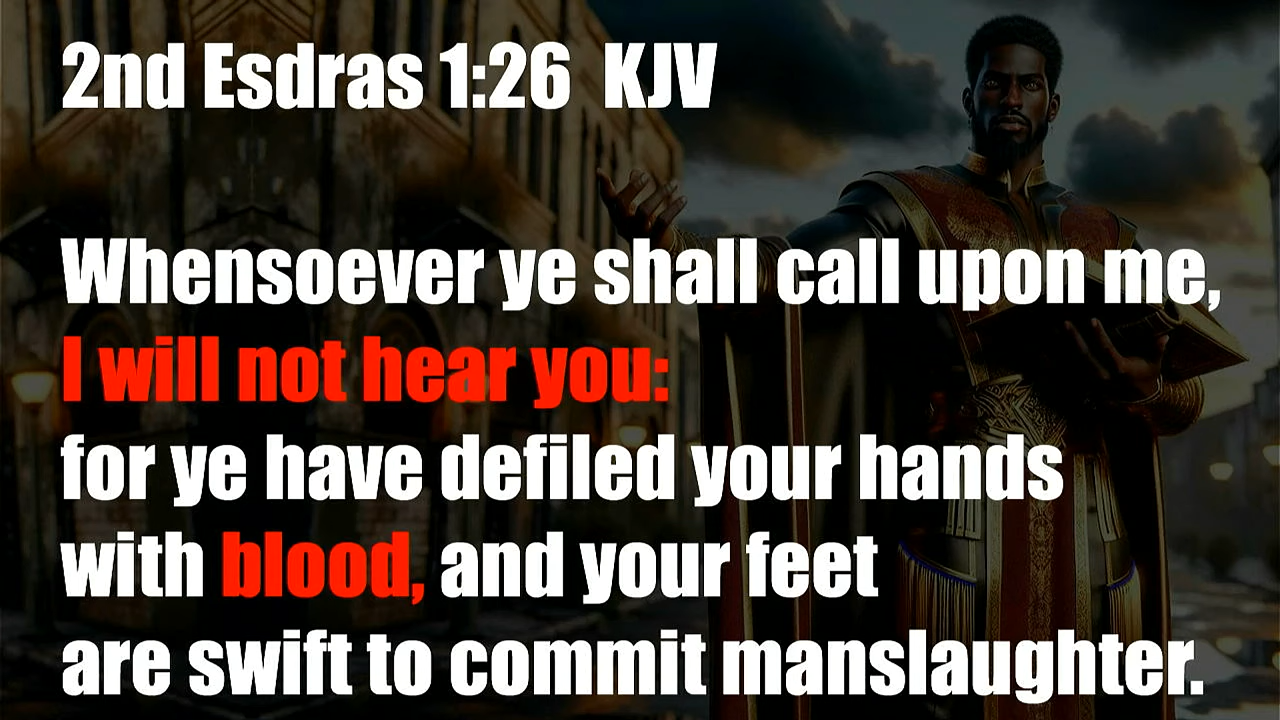 2nd Esdras 1:26 KJV
Whensoever ye shall call upon me,
I will not hear you:
for ye have defiled your hands
with blood, and your feet
are swift to commit manslaughter.